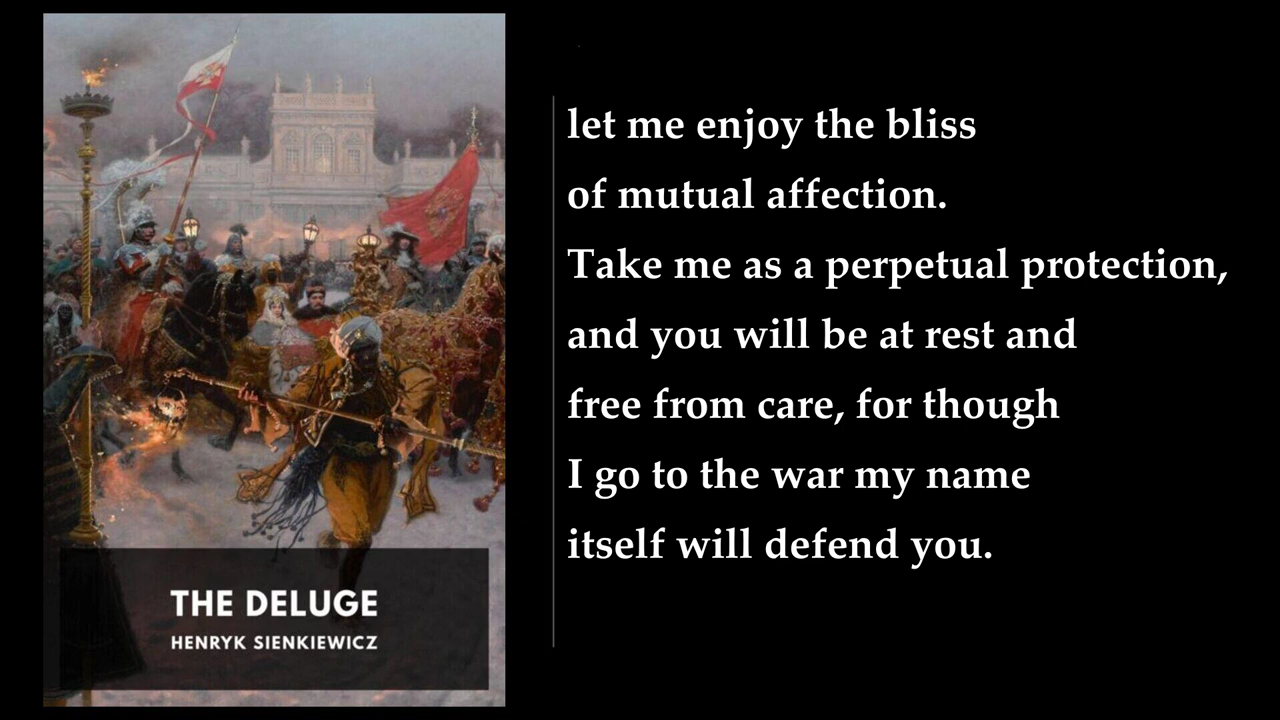 let me enjoy the bliss
of mutual affection.
Take me as a perpetual protection,
and you will be at rest and
free from care, for though
I go to the war my name
itself will defend you.
THE DELUGE
HENRYK SIENKIEWICZ